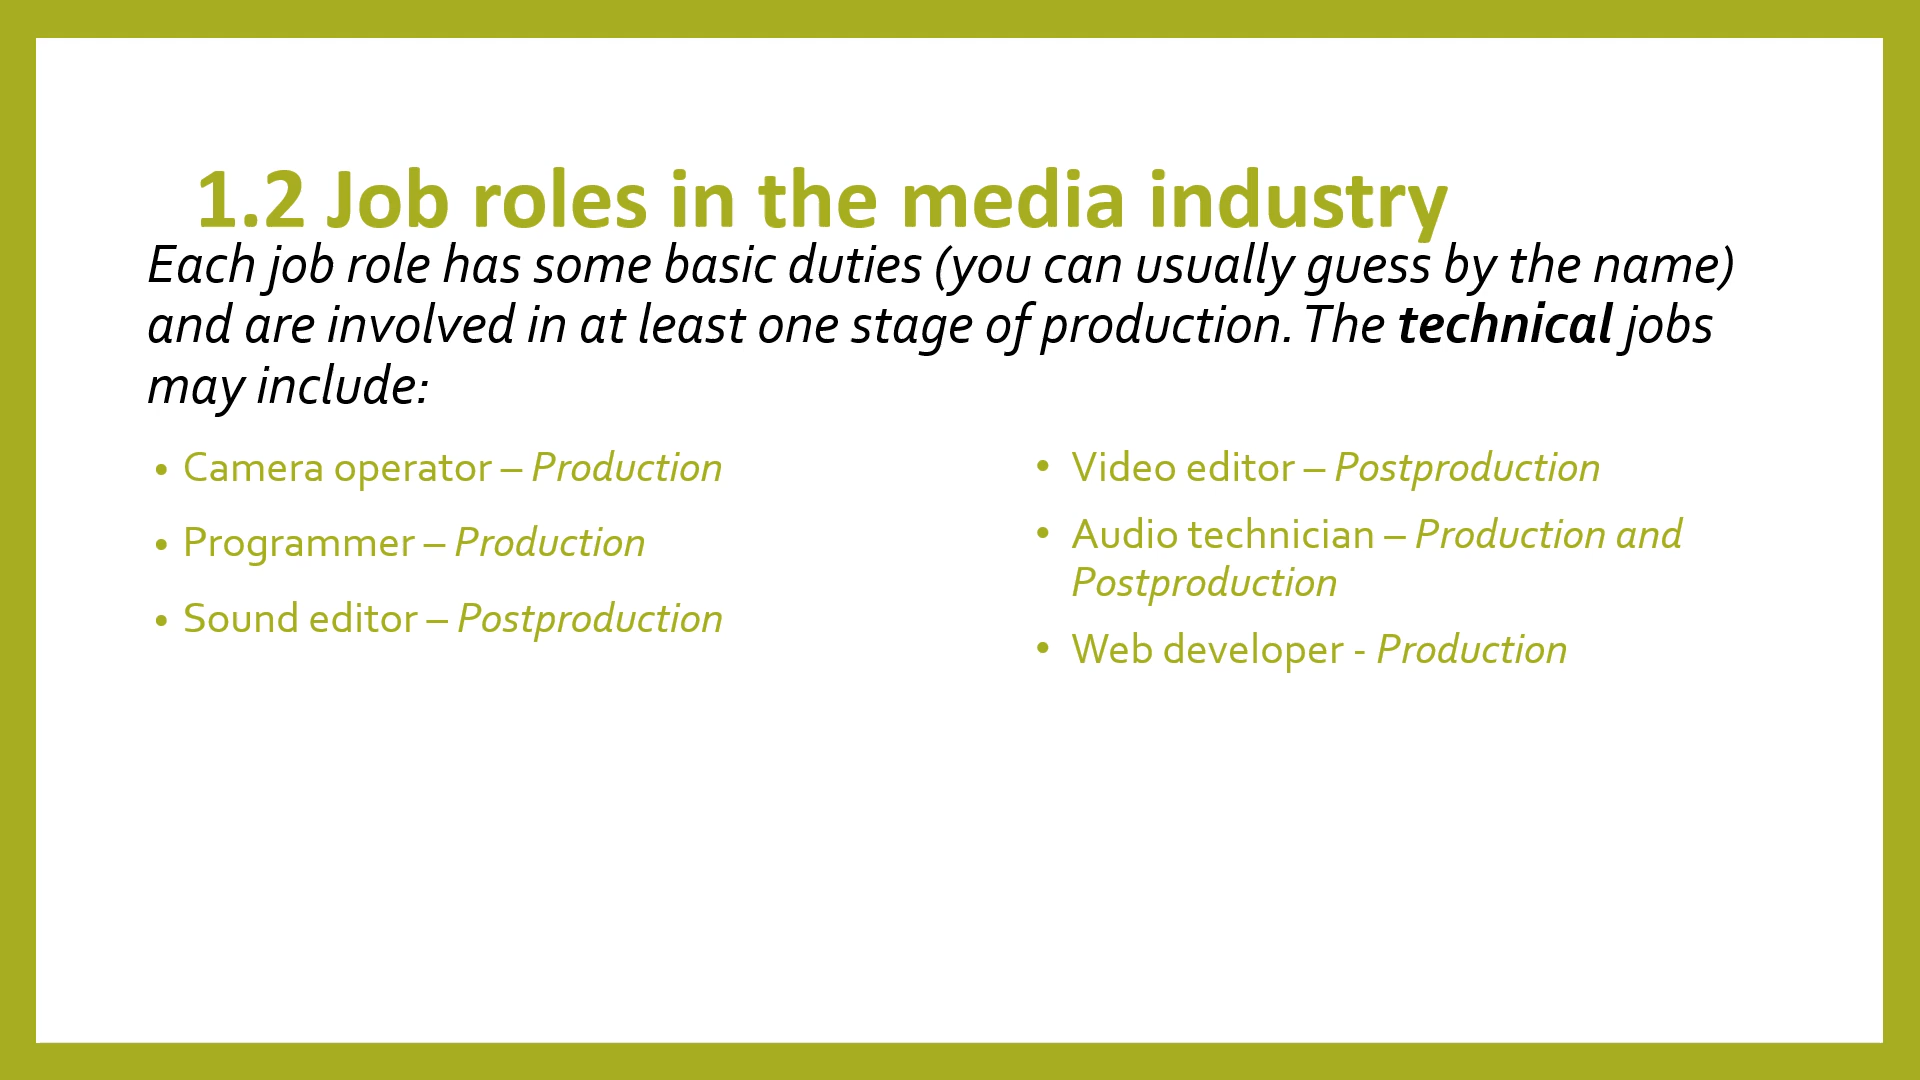 1.2 Job roles in the media industry
Each job role has some basic duties (you can usually guess by the name)
and are involved in at least one stage of production. The technical jobs
may include:
• Camera operator – Production
• Programmer – Production
• Sound editor – Postproduction
• Video editor – Postproduction
• Audio technician – Production and
Postproduction
• Web developer - Production